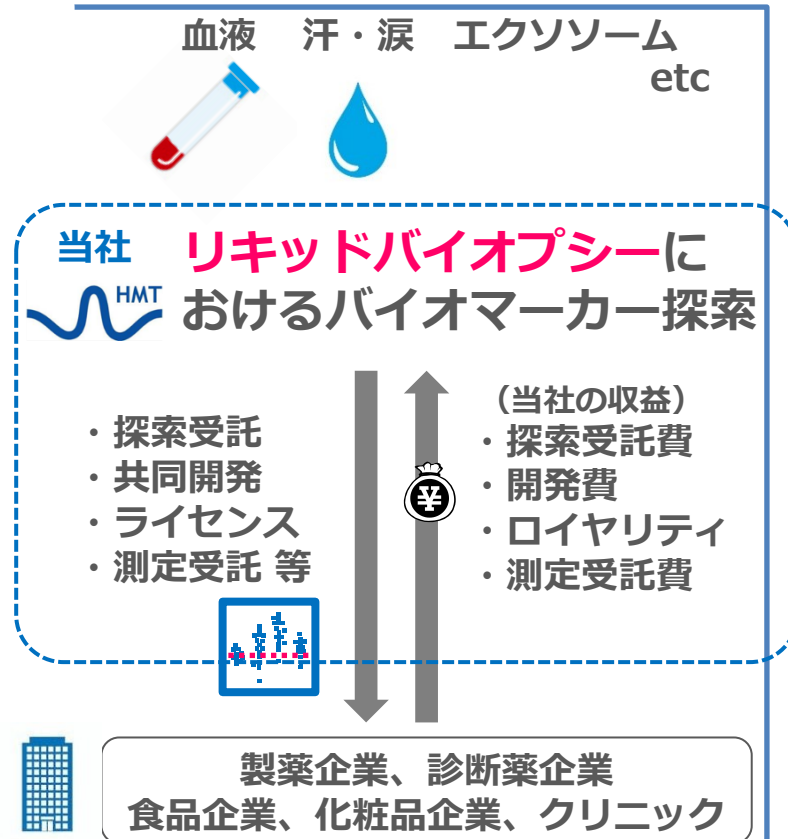 血液 汗・涙 エクソソーム
etc
当社
HMT
リキッドバイオプシーに
おけるバイオマーカー探索
・探索受託
・共同開発
・ライセンス
・測定受託 等
（当社の収益）
・探索受託費
・開発費
・ロイヤリティ
・測定受託費
¥
製薬企業、診断薬企業
食品企業、化粧品企業、クリニック